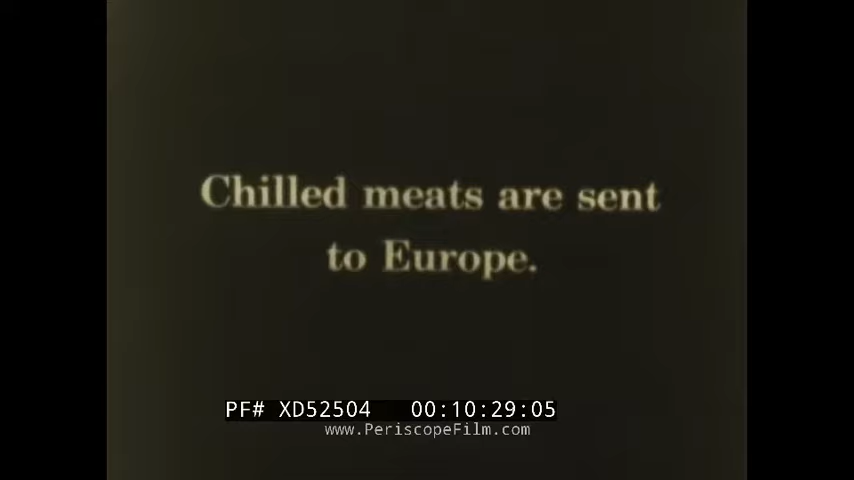 Chilled meats are sent
to Europe.
PF# XD52504 00:10:29:05
www.PeriscopeFilm.com